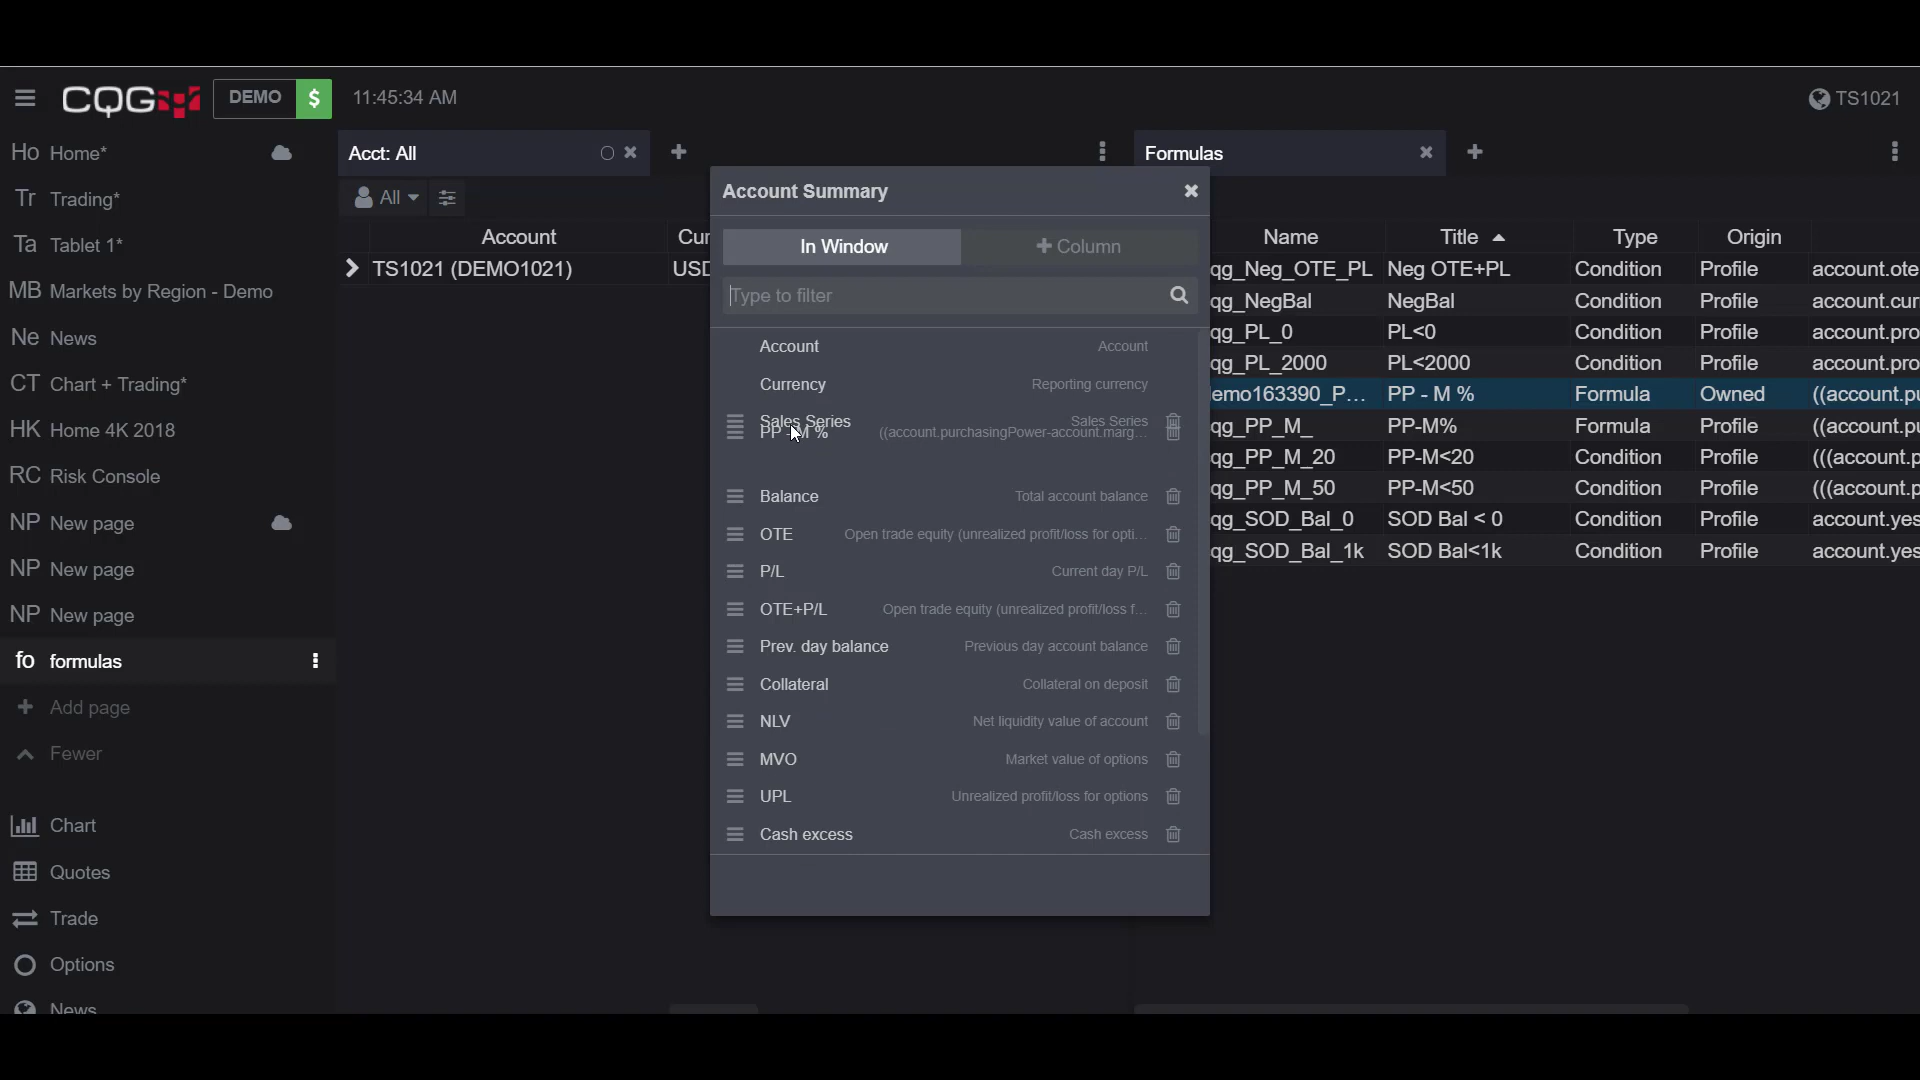 CQG DEMO $ 11:45:34 AM TS1021
Ho Home*
Tr Trading*
Ta Tablet 1*
MB Markets by Region - Demo
Ne News
CT Chart + Trading*
HK Home 4K 2018
RC Risk Console
NP New page
NP New page
NP New page
fo formulas
+ Add page
Fewer
Chart
Quotes
Trade
Options
News
Acct: All
All
Account Cur
TS1021 (DEMO1021) USD
Account Summary
In Window + Column
Type to filter
Account Account
Currency Reporting currency
Sales Series Sales Series
PP - M % ((account.purchasingPower-account.marg...
Balance Total account balance
OTE Open trade equity (unrealized profit/loss for opti...
P/L Current day P/L
OTE+P/L Open trade equity (unrealized profit/loss f...
Prev. day balance Previous day account balance
Collateral Collateral on deposit
NLV Net liquidity value of account
MVO Market value of options
UPL Unrealized profit/loss for options
Cash excess Cash excess
Formulas
Name Title Type Origin
qg_Neg_OTE_PL Neg OTE+PL Condition Profile account.ote
qg_NegBal NegBal Condition Profile account.curr
qg_PL_0 PL<0 Condition Profile account.pro
qg_PL_2000 PL<2000 Condition Profile account.pro
emo163390_P... PP - M % Formula Owned ((account.pu
qg_PP_M_ PP-M% Formula Profile ((account.pu
qg_PP_M_20 PP-M<20 Condition Profile (((account.p
qg_PP_M_50 PP-M<50 Condition Profile (((account.p
qg_SOD_Bal_0 SOD Bal < 0 Condition Profile account.yes
qg_SOD_Bal_1k SOD Bal<1k Condition Profile account.yes